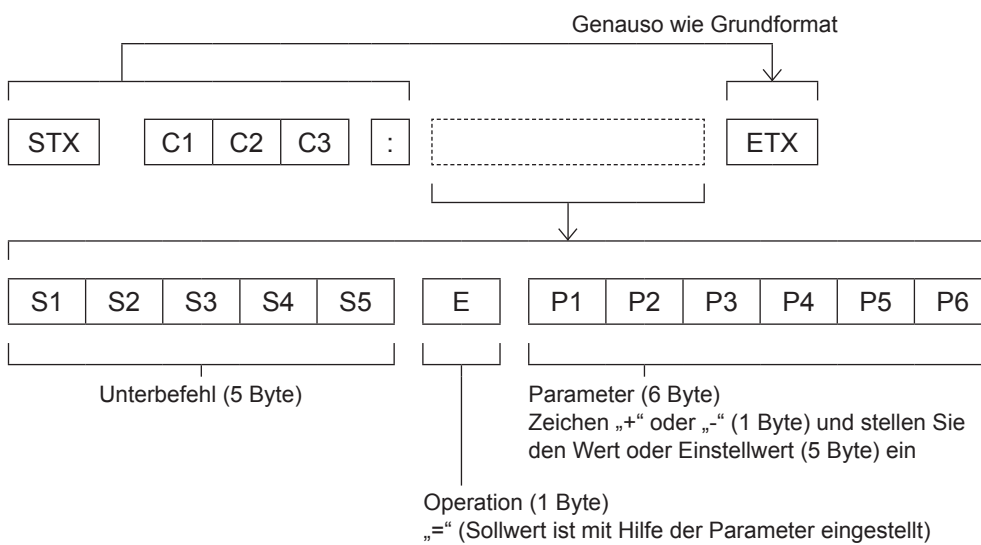 Genauso wie Grundformat
STX C1 C2 C3 : ETX
S1 S2 S3 S4 S5 E P1 P2 P3 P4 P5 P6
Unterbefehl (5 Byte)
Parameter (6 Byte)
Zeichen „+“ oder „-“ (1 Byte) und stellen Sie
den Wert oder Einstellwert (5 Byte) ein
Operation (1 Byte)
„=“ (Sollwert ist mit Hilfe der Parameter eingestellt)